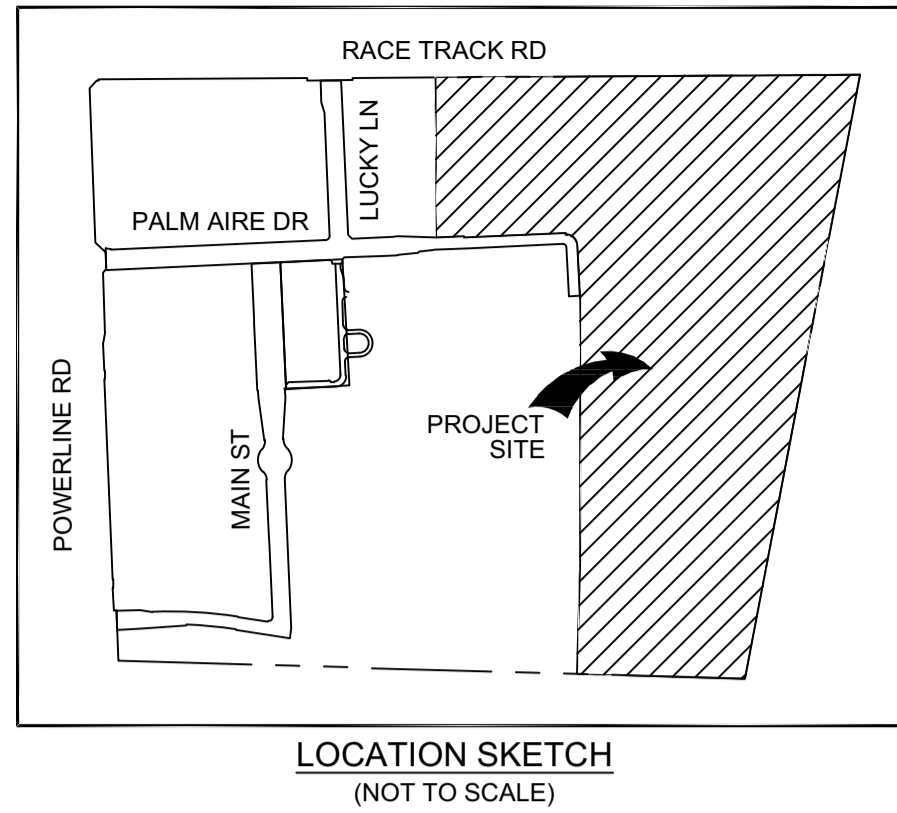 RACE TRACK RD
LUCKY LN
PALM AIRE DR
POWERLINE RD
MAIN ST
PROJECT
SITE
LOCATION SKETCH
(NOT TO SCALE)